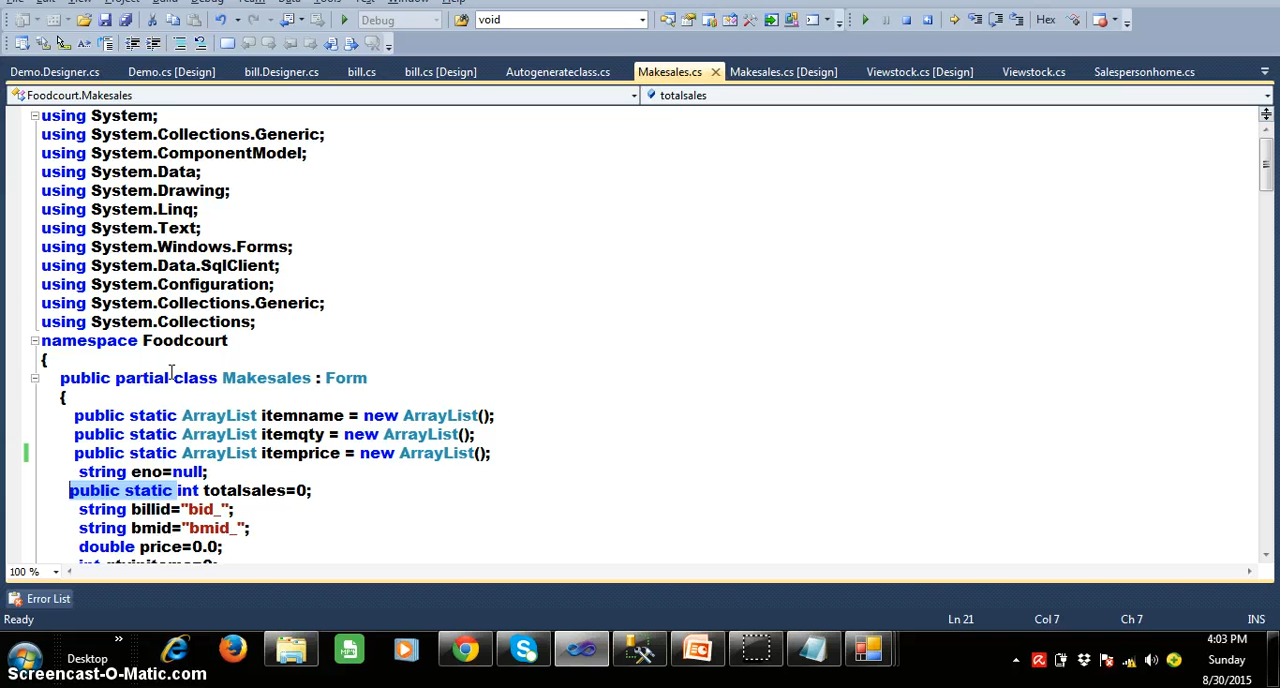 Debug
void
Hex
Demo.Designer.cs Demo.cs [Design] bill.Designer.cs bill.cs bill.cs [Design] Autogenerateclass.cs Makesales.cs Makesales.cs [Design] Viewstock.cs [Design] Viewstock.cs Salespersonhome.cs
Foodcourt.Makesales totalsales
using System;
using System.Collections.Generic;
using System.ComponentModel;
using System.Data;
using System.Drawing;
using System.Linq;
using System.Text;
using System.Windows.Forms;
using System.Data.SqlClient;
using System.Configuration;
using System.Collections.Generic;
using System.Collections;
namespace Foodcourt
{
public partial class Makesales : Form
{
public static ArrayList itemname = new ArrayList();
public static ArrayList itemqty = new ArrayList();
public static ArrayList itemprice = new ArrayList();
string eno=null;
public static int totalsales=0;
string billid="bid_";
string bmid="bmid_";
double price=0.0;
100 %
Error List
Ready Ln 21 Col 7 Ch 7 INS
Desktop
4:03 PM
Sunday
8/30/2015
Screencast-O-Matic.com